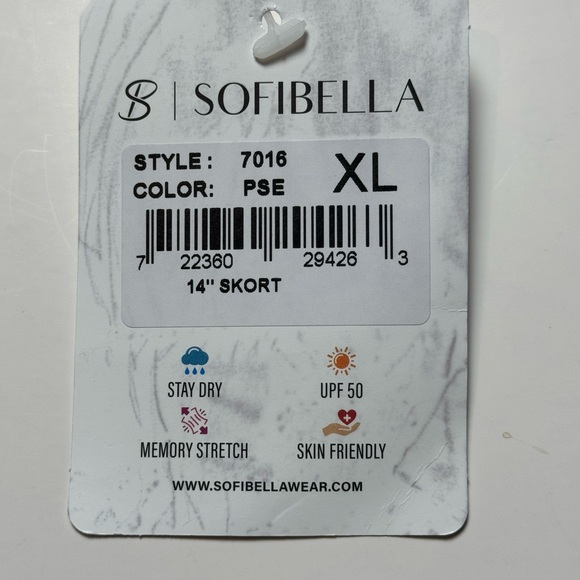 SB | SOFIBELLA
STYLE: 7016
COLOR: PSE
XL
7 22360 29426 3
14" SKORT
STAY DRY
UPF 50
MEMORY STRETCH
SKIN FRIENDLY
WWW.SOFIBELLAWEAR.COM